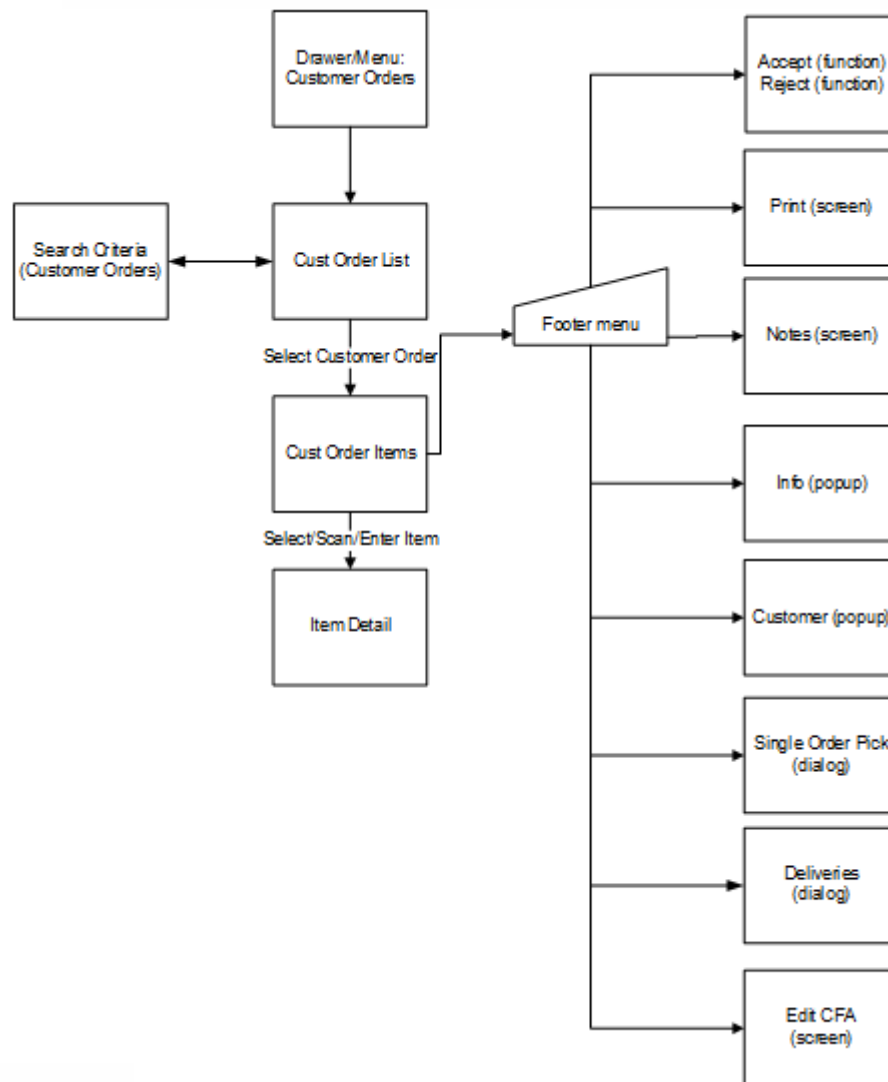 Drawer/Menu:
Customer Orders
Search Criteria
(Customer Orders)
Cust Order List
Select Customer Order
Cust Order Items
Select/Scan/Enter Item
Item Detail
Footer menu
Accept (function)
Reject (function)
Print (screen)
Notes (screen)
Info (popup)
Customer (popup)
Single Order Pick
(dialog)
Deliveries
(dialog)
Edit CFA
(screen)